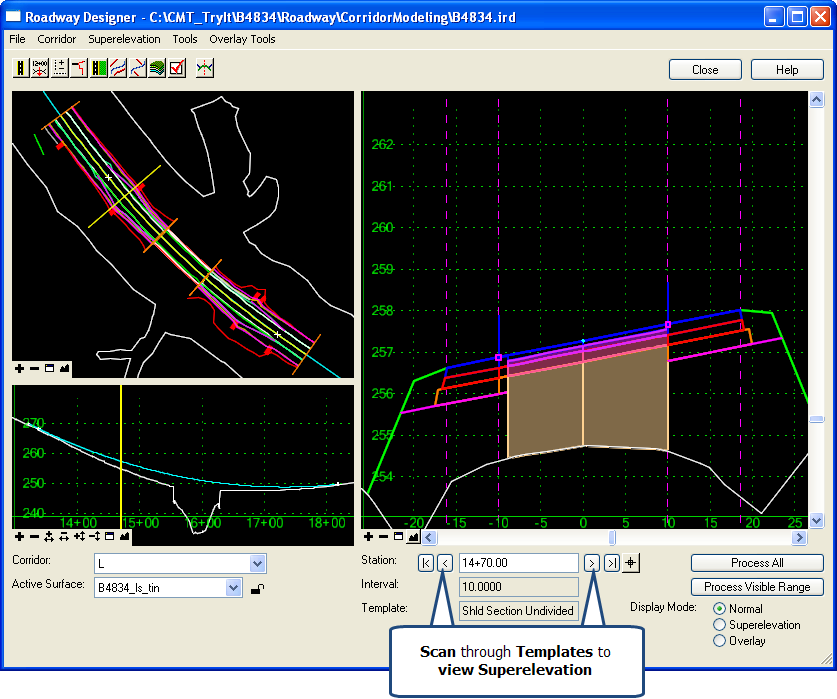 Roadway Designer - C:\CMT_TryIt\B4834\Roadway\CorridorModeling\B4834.ird
File Corridor Superelevation Tools Overlay Tools
Close Help
262
261
260
259
258
257
256
255
254
-20 -15 -10 -5 0 5 10 15 20 25
270
260
250
240
14+00 15+00 16+00 17+00 18+00
Corridor: L
Active Surface: B4834_ls_tin
Station: 14+70.00
Interval: 10.0000
Template: Shld Section Undivided
Process All
Process Visible Range
Display Mode: Normal
Superelevation
Overlay
Scan through Templates to
view Superelevation